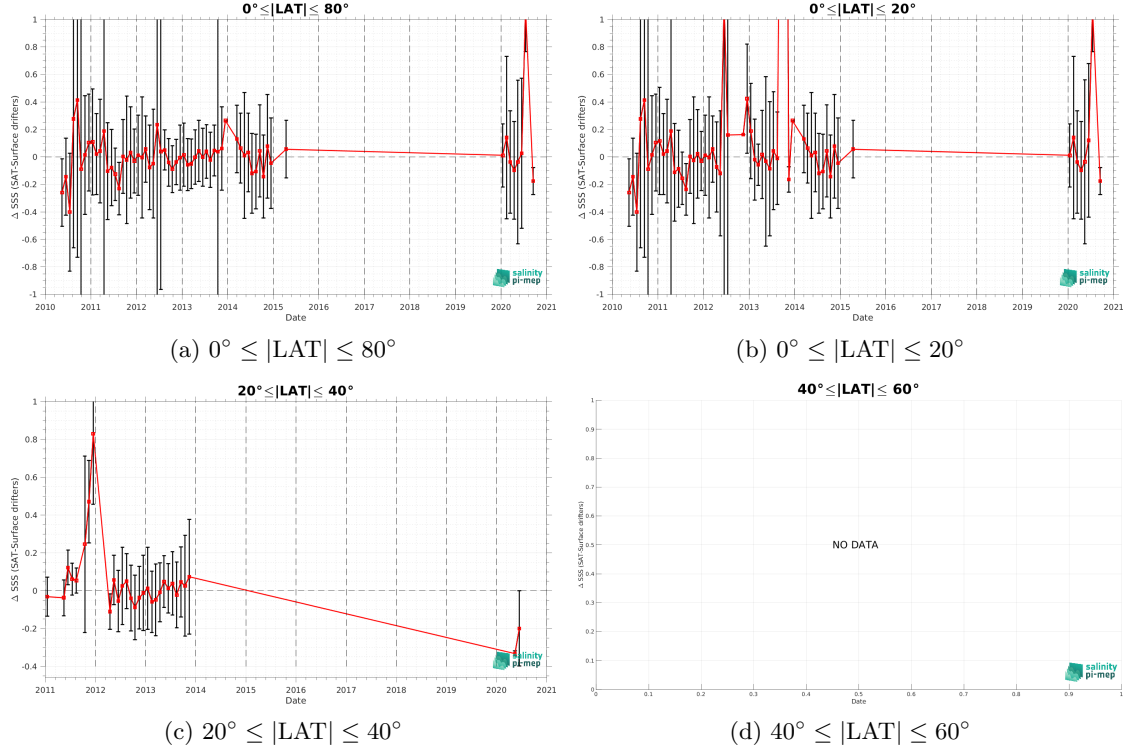 0°≤|LAT|≤ 80°
Δ SSS (SAT-Surface drifters)
1
0.8
0.6
0.4
0.2
0
-0.2
-0.4
-0.6
-0.8
-1
salinity
pi-mep
2010 2011 2012 2013 2014 2015 2016 2017 2018 2019 2020 2021
Date
(a) 0° ≤ |LAT| ≤ 80°
0°≤|LAT|≤ 20°
Δ SSS (SAT-Surface drifters)
1
0.8
0.6
0.4
0.2
0
-0.2
-0.4
-0.6
-0.8
-1
salinity
pi-mep
2010 2011 2012 2013 2014 2015 2016 2017 2018 2019 2020 2021
Date
(b) 0° ≤ |LAT| ≤ 20°
20°≤|LAT|≤ 40°
Δ SSS (SAT-Surface drifters)
1
0.8
0.6
0.4
0.2
0
-0.2
-0.4
salinity
pi-mep
2011 2012 2013 2014 2015 2016 2017 2018 2019 2020 2021
Date
(c) 20° ≤ |LAT| ≤ 40°
40°≤|LAT|≤ 60°
Δ SSS (SAT-Surface drifters)
1
0.9
0.8
0.7
0.6
0.5
0.4
0.3
0.2
0.1
0
NO DATA
salinity
pi-mep
0 0.1 0.2 0.3 0.4 0.5 0.6 0.7 0.8 0.9 1
Date
(d) 40° ≤ |LAT| ≤ 60°